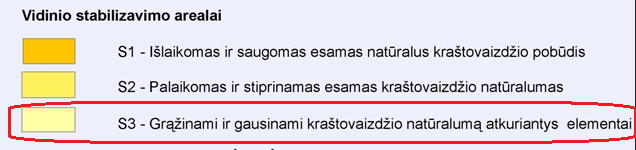 Vidinio stabilizavimo arealai
S1 - Išlaikomas ir saugomas esamas natūralus kraštovaizdžio pobūdis
S2 - Palaikomas ir stiprinamas esamas kraštovaizdžio natūralumas
S3 - Grąžinami ir gausinami kraštovaizdžio natūralumą atkuriantys elementai